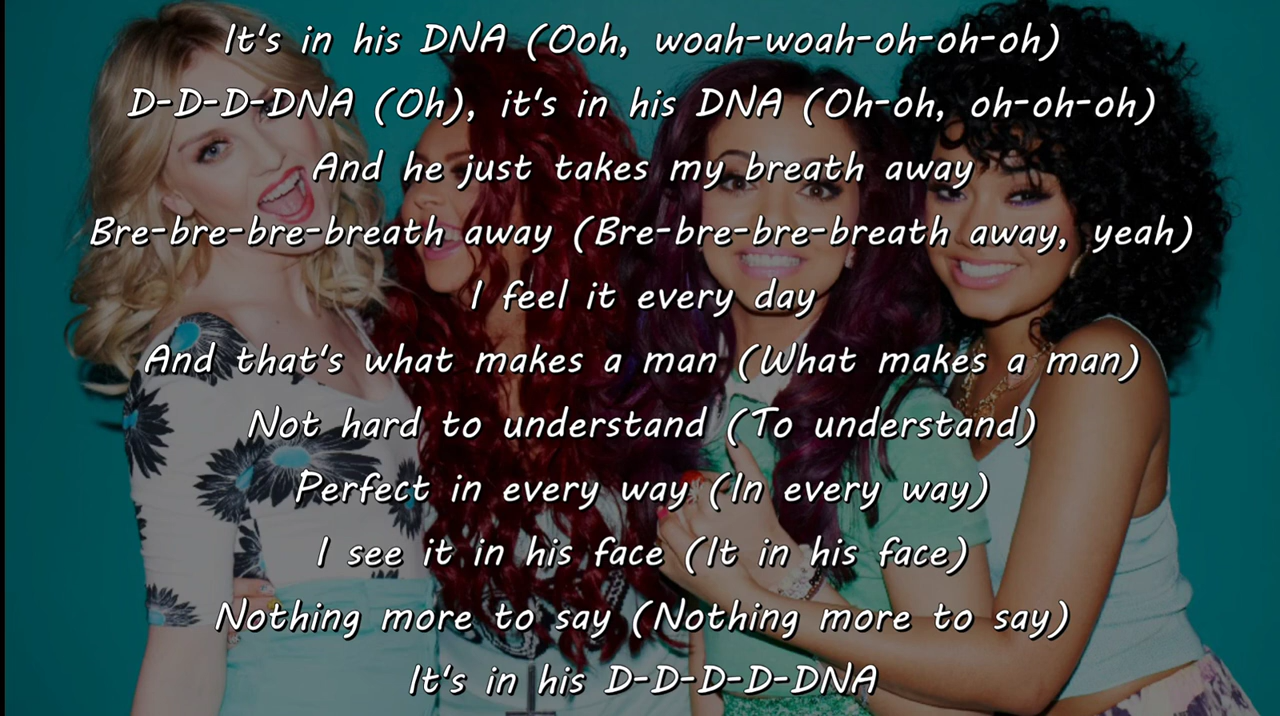 It's in his DNA (Ooh, woah-woah-oh-oh-oh)
D-D-D-DNA (Oh), it's in his DNA (Oh-oh, oh-oh-oh)
And he just takes my breath away
Bre-bre-bre-breath away (Bre-bre-bre-breath away, yeah)
I feel it every day
And that's what makes a man (What makes a man)
Not hard to understand (To understand)
Perfect in every way (In every way)
I see it in his face (It in his face)
Nothing more to say (Nothing more to say)
It's in his D-D-D-D-DNA